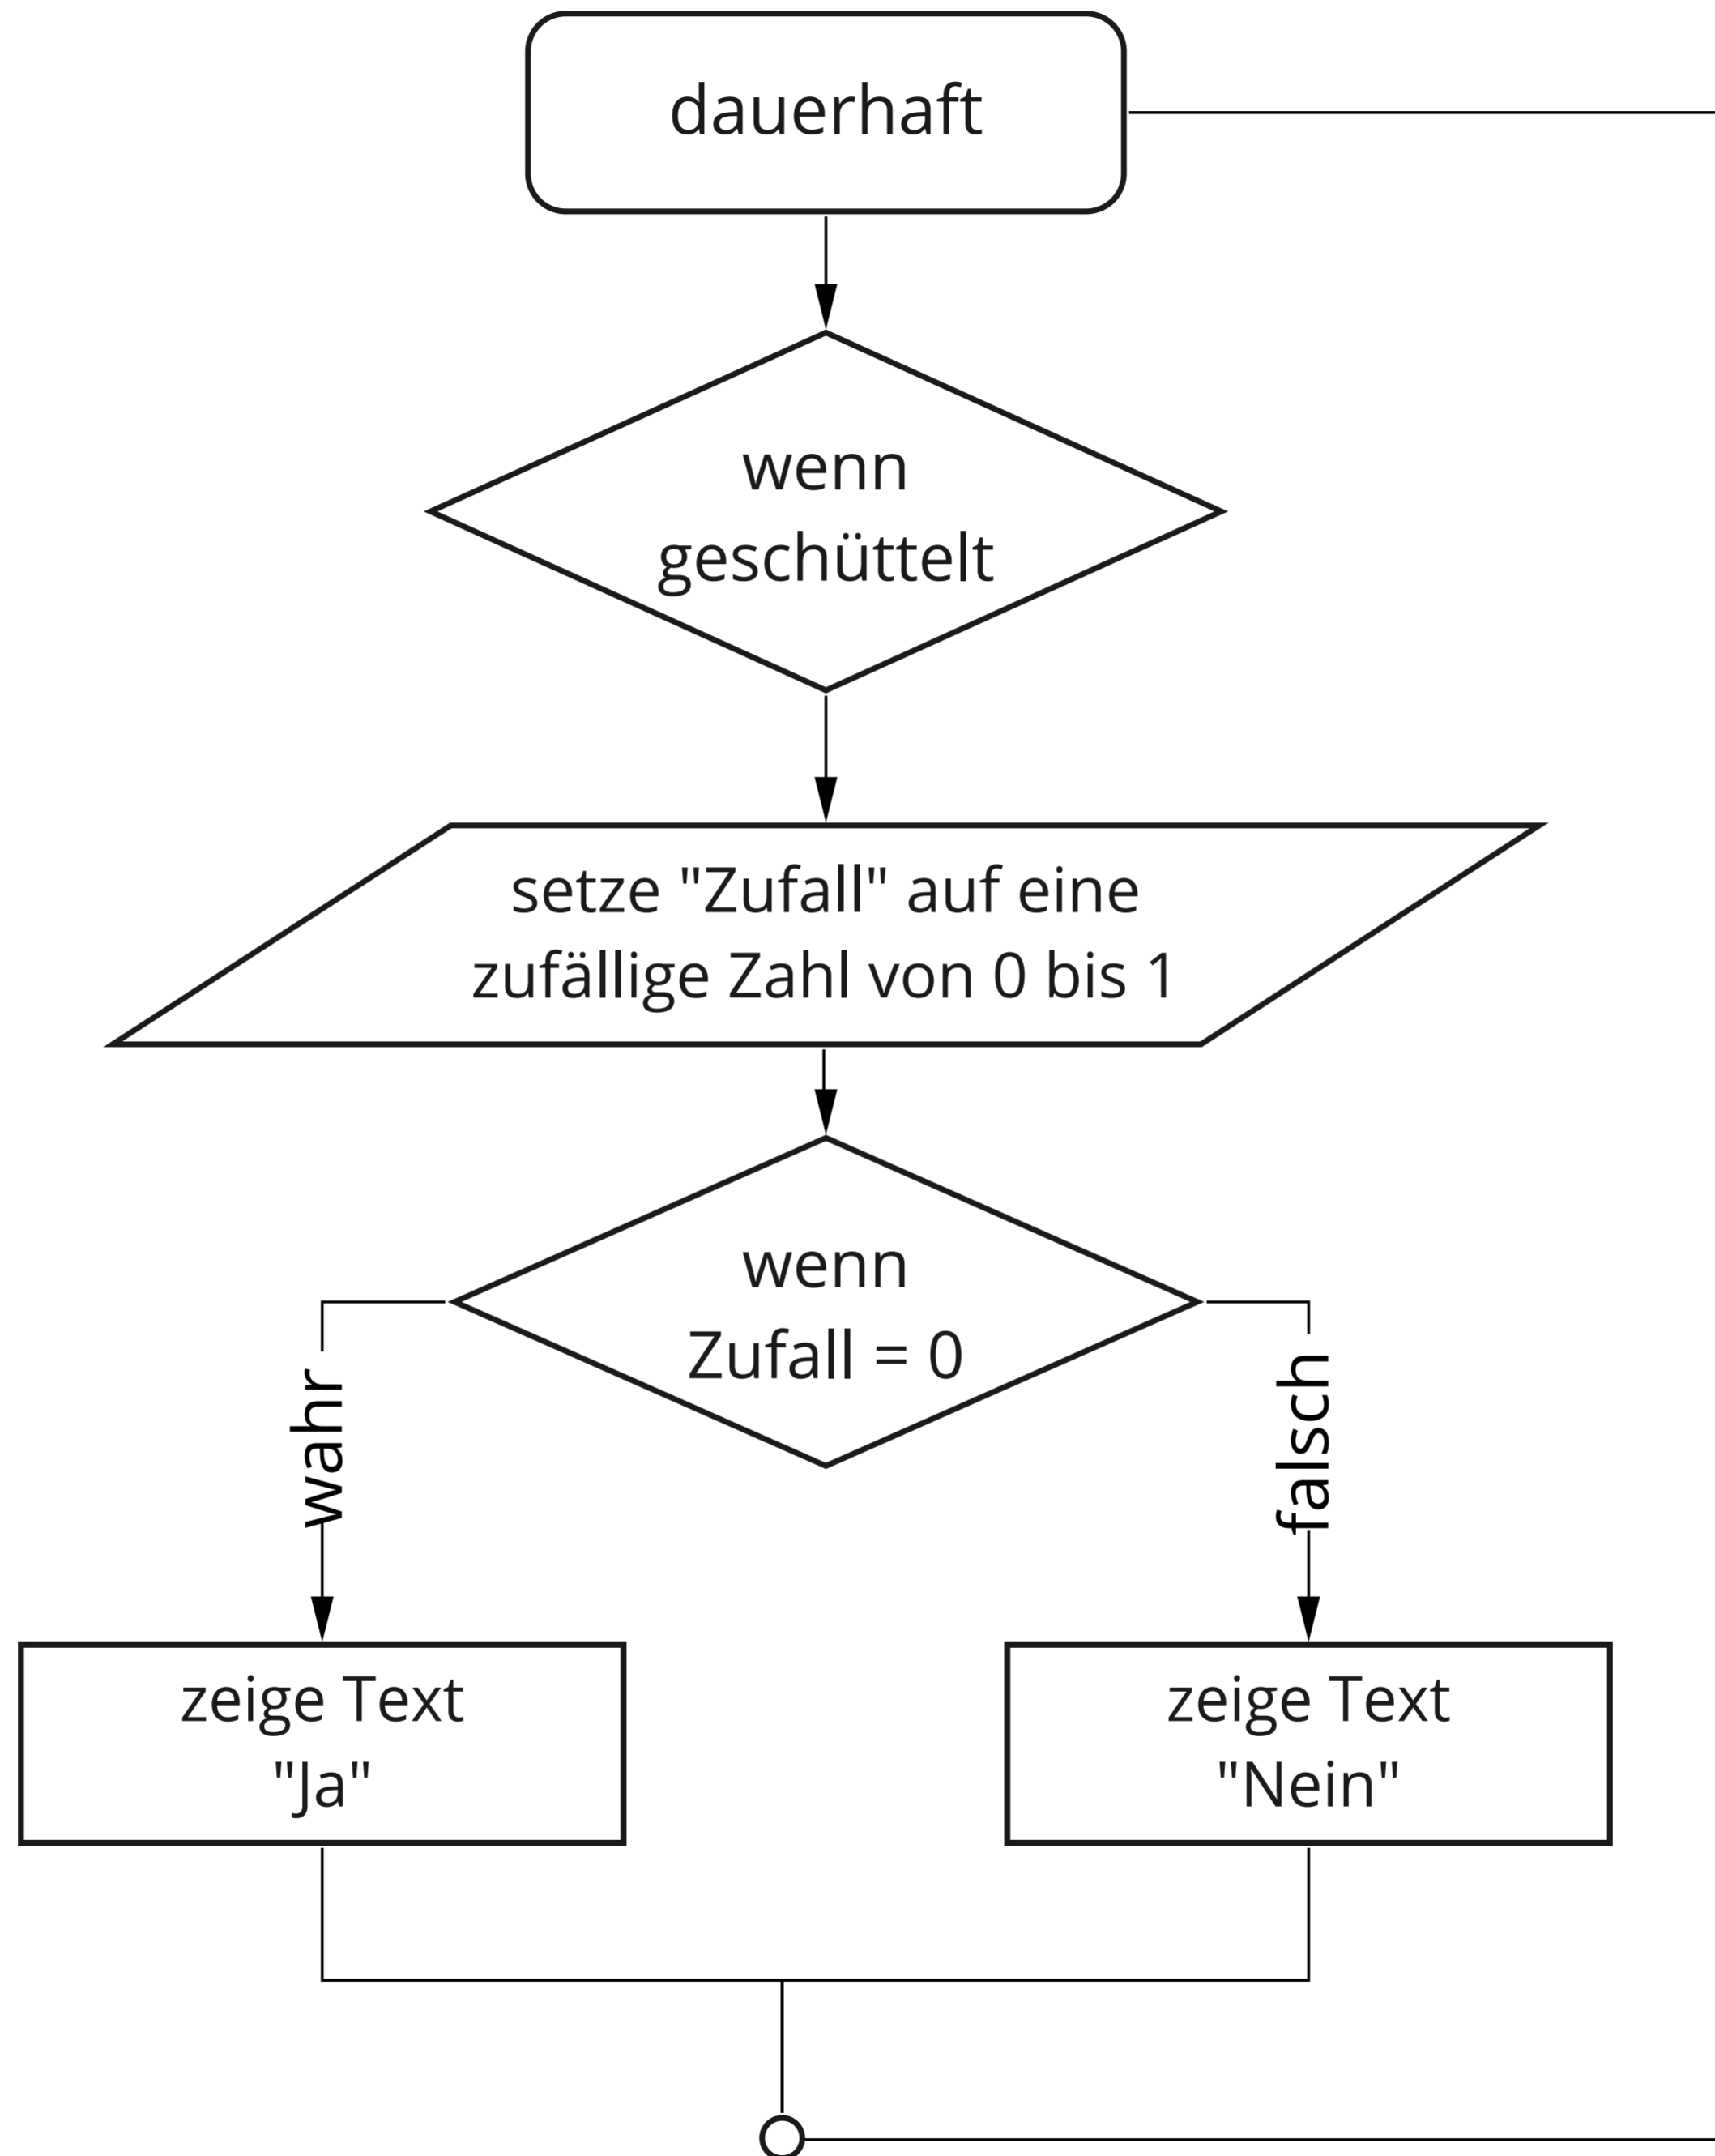 dauerhaft
wenn
geschüttelt
setze "Zufall" auf eine
zufällige Zahl von 0 bis 1
wenn
Zufall = 0
wahr
falsch
zeige Text
"Ja"
zeige Text
"Nein"